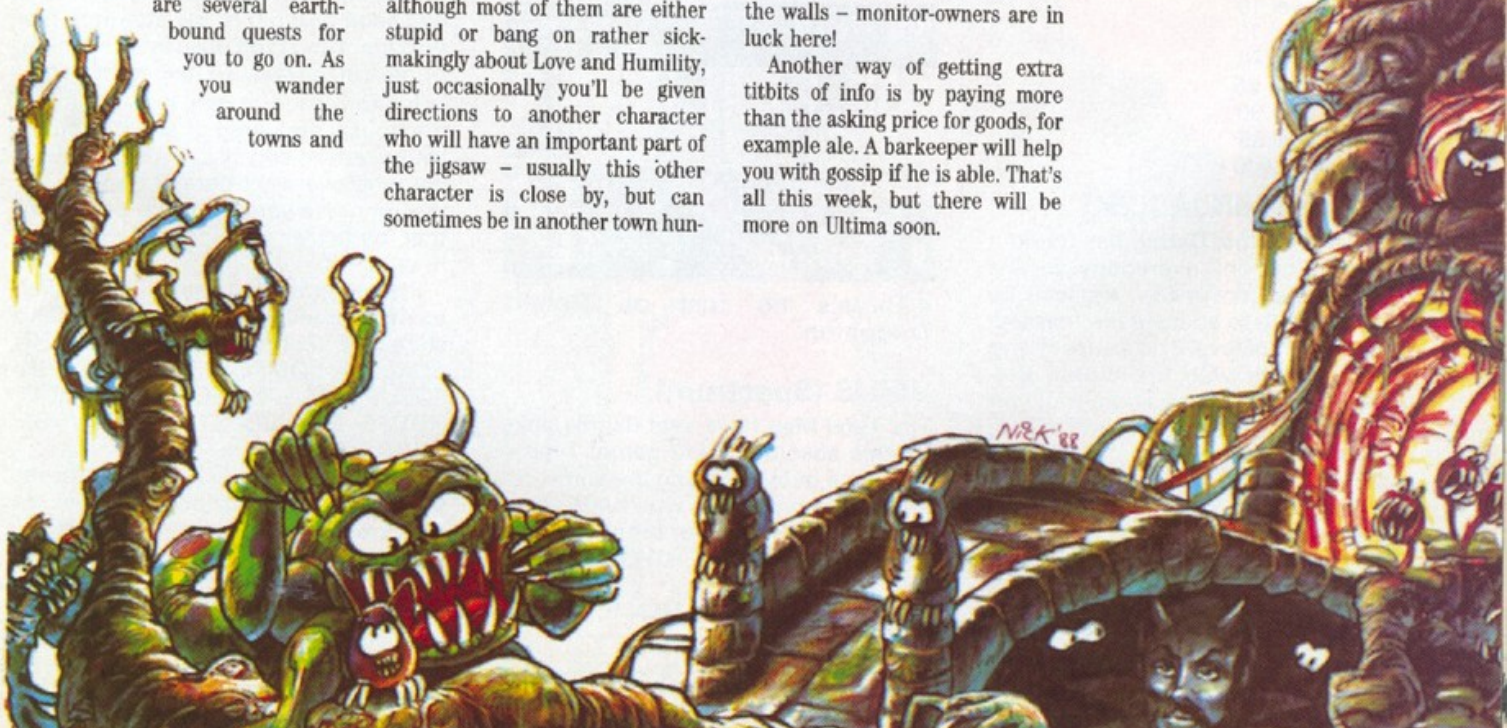 are several earth-
bound quests for
you to go on. As
you wander
around the
towns and
although most of them are either
stupid or bang on rather sick-
makingly about Love and Humility,
just occasionally you'll be given
directions to another character
who will have an important part of
the jigsaw – usually this other
character is close by, but can
sometimes be in another town hun-
the walls – monitor-owners are in
luck here!
Another way of getting extra
titbits of info is by paying more
than the asking price for goods, for
example ale. A barkeeper will help
you with gossip if he is able. That's
all this week, but there will be
more on Ultima soon.
NICK '88